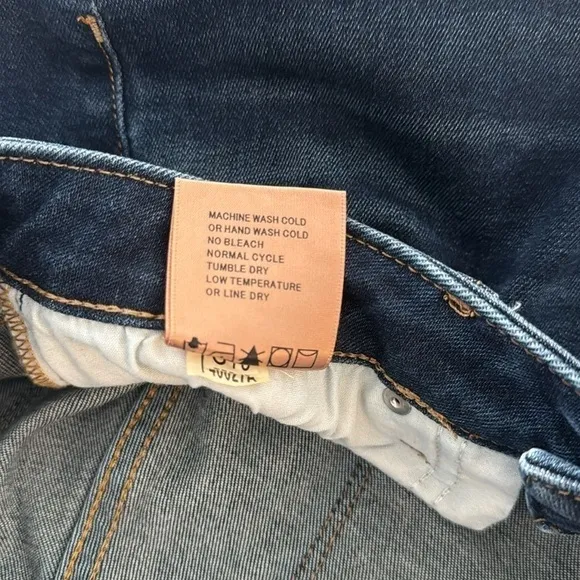 MACHINE WASH COLD
OR HAND WASH COLD
NO BLEACH
NORMAL CYCLE
TUMBLE DRY
LOW TEMPERATURE
OR LINE DRY